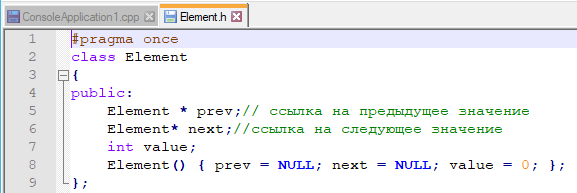 ConsoleApplication1.cpp Element.h
1 #pragma once
2 class Element
3 {
4 public:
5 Element * prev;// ссылка на предыдущее значение
6 Element* next;//ссылка на следующее значение
7 int value;
8 Element() { prev = NULL; next = NULL; value = 0; };
9 };